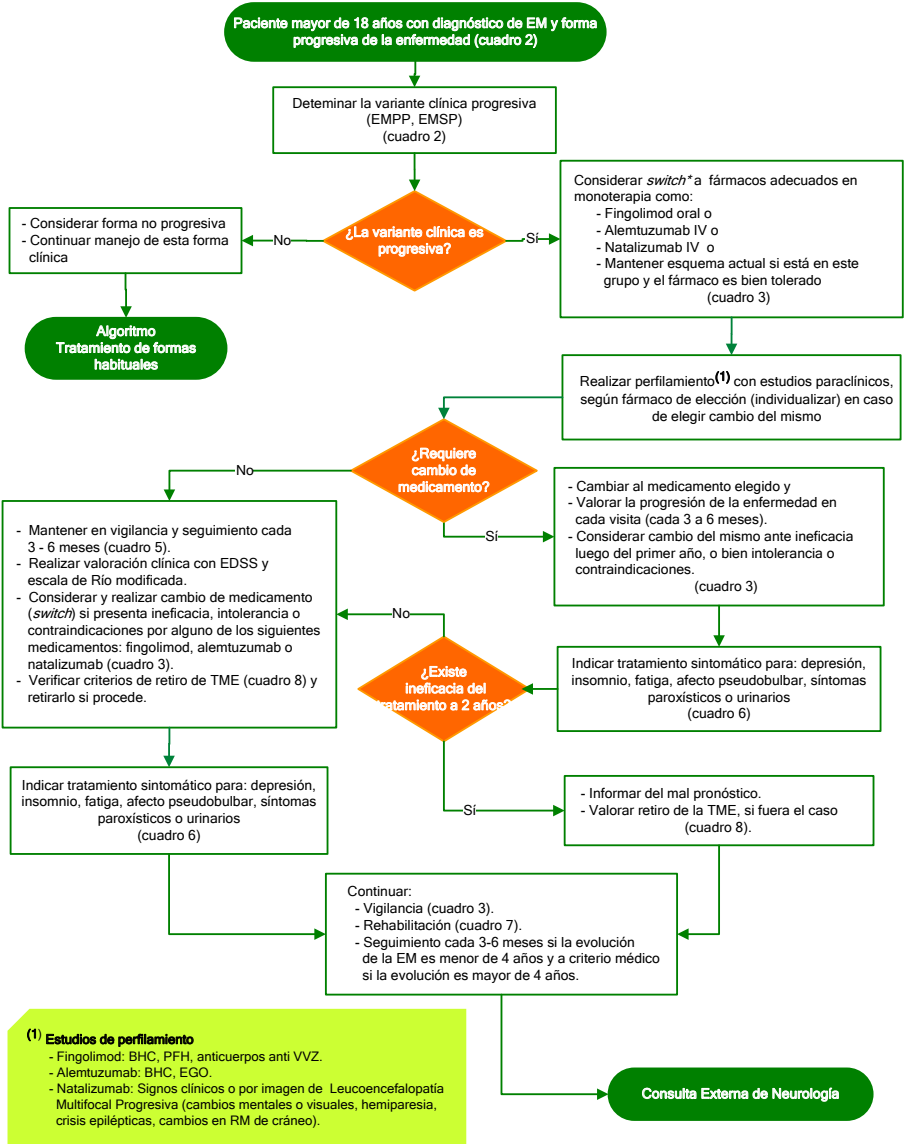 Paciente mayor de 18 años con diagnóstico de EM y forma
progresiva de la enfermedad (cuadro 2)
Deteminar la variante clínica progresiva
(EMPP, EMSP)
(cuadro 2)
¿La variante clínica es
progresiva?
No
Sí
- Considerar forma no progresiva
- Continuar manejo de esta forma
clínica
Algoritmo
Tratamiento de formas
habituales
Considerar switch* a fármacos adecuados en
monoterapia como:
- Fingolimod oral o
- Alemtuzumab IV o
- Natalizumab IV o
- Mantener esquema actual si está en este
grupo y el fármaco es bien tolerado
(cuadro 3)
Realizar perfilamiento(1) con estudios paraclínicos,
según fármaco de elección (individualizar) en caso
de elegir cambio del mismo
¿Requiere
cambio de
medicamento?
No
Sí
- Mantener en vigilancia y seguimiento cada
3 - 6 meses (cuadro 5).
- Realizar valoración clínica con EDSS y
escala de Río modificada.
- Considerar y realizar cambio de medicamento
(switch) si presenta ineficacia, intolerancia o
contraindicaciones por alguno de los siguientes
medicamentos: fingolimod, alemtuzumab o
natalizumab (cuadro 3).
- Verificar criterios de retiro de TME (cuadro 8) y
retirarlo si procede.
- Cambiar al medicamento elegido y
- Valorar la progresión de la enfermedad en
cada visita (cada 3 a 6 meses).
- Considerar cambio del mismo ante ineficacia
luego del primer año, o bien intolerancia o
contraindicaciones.
(cuadro 3)
Indicar tratamiento sintomático para: depresión,
insomnio, fatiga, afecto pseudobulbar, síntomas
paroxísticos o urinarios
(cuadro 6)
¿Existe
ineficacia del
tratamiento a 2 años?
No
Sí
Indicar tratamiento sintomático para: depresión,
insomnio, fatiga, afecto pseudobulbar, síntomas
paroxísticos o urinarios
(cuadro 6)
- Informar del mal pronóstico.
- Valorar retiro de la TME, si fuera el caso
(cuadro 8).
Continuar:
- Vigilancia (cuadro 3).
- Rehabilitación (cuadro 7).
- Seguimiento cada 3-6 meses si la evolución
de la EM es menor de 4 años y a criterio médico
si la evolución es mayor de 4 años.
(1) Estudios de perfilamiento
- Fingolimod: BHC, PFH, anticuerpos anti VVZ.
- Alemtuzumab: BHC, EGO.
- Natalizumab: Signos clínicos o por imagen de Leucoencefalopatía
Multifocal Progresiva (cambios mentales o visuales, hemiparesia,
crisis epilépticas, cambios en RM de cráneo).
Consulta Externa de Neurología